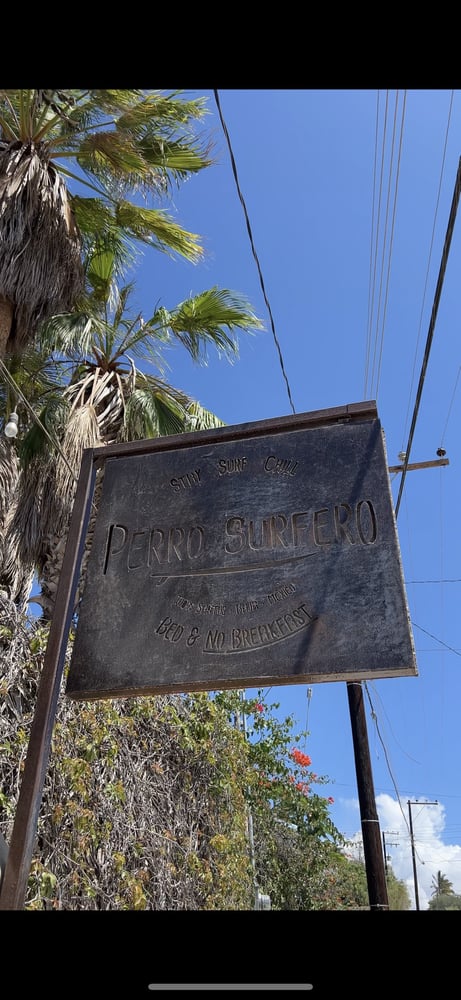 STAY SURF CHILL
PERRO SURFERO
TODOS SANTOS BAJA MEXICO
BED & NO BREAKFAST